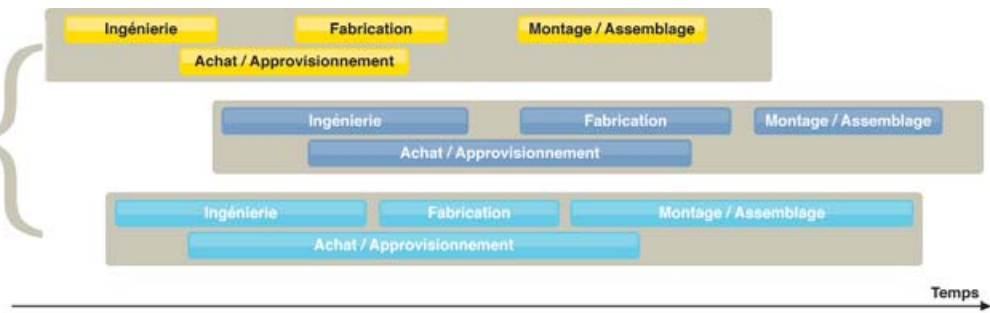 Ingénierie
Fabrication
Montage / Assemblage
Achat / Approvisionnement
Ingénierie
Fabrication
Montage / Assemblage
Achat / Approvisionnement
Ingénierie
Fabrication
Montage / Assemblage
Achat / Approvisionnement
Temps